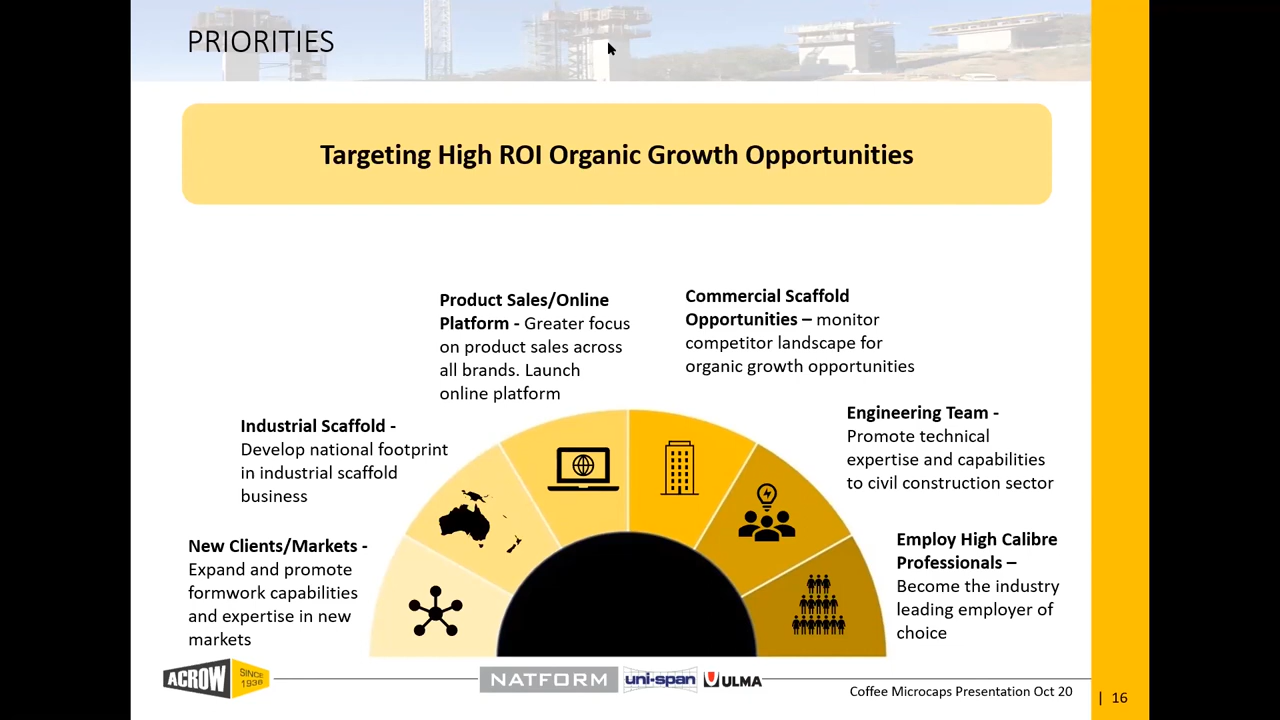 PRIORITIES
Targeting High ROI Organic Growth Opportunities
Product Sales/Online
Platform - Greater focus
on product sales across
all brands. Launch
online platform
Commercial Scaffold
Opportunities – monitor
competitor landscape for
organic growth opportunities
Industrial Scaffold -
Develop national footprint
in industrial scaffold
business
Engineering Team -
Promote technical
expertise and capabilities
to civil construction sector
New Clients/Markets -
Expand and promote
formwork capabilities
and expertise in new
markets
Employ High Calibre
Professionals –
Become the industry
leading employer of
choice
ACROW
SINCE
1936
NATFORM
uni-span
ULMA
Coffee Microcaps Presentation Oct 20
| 16